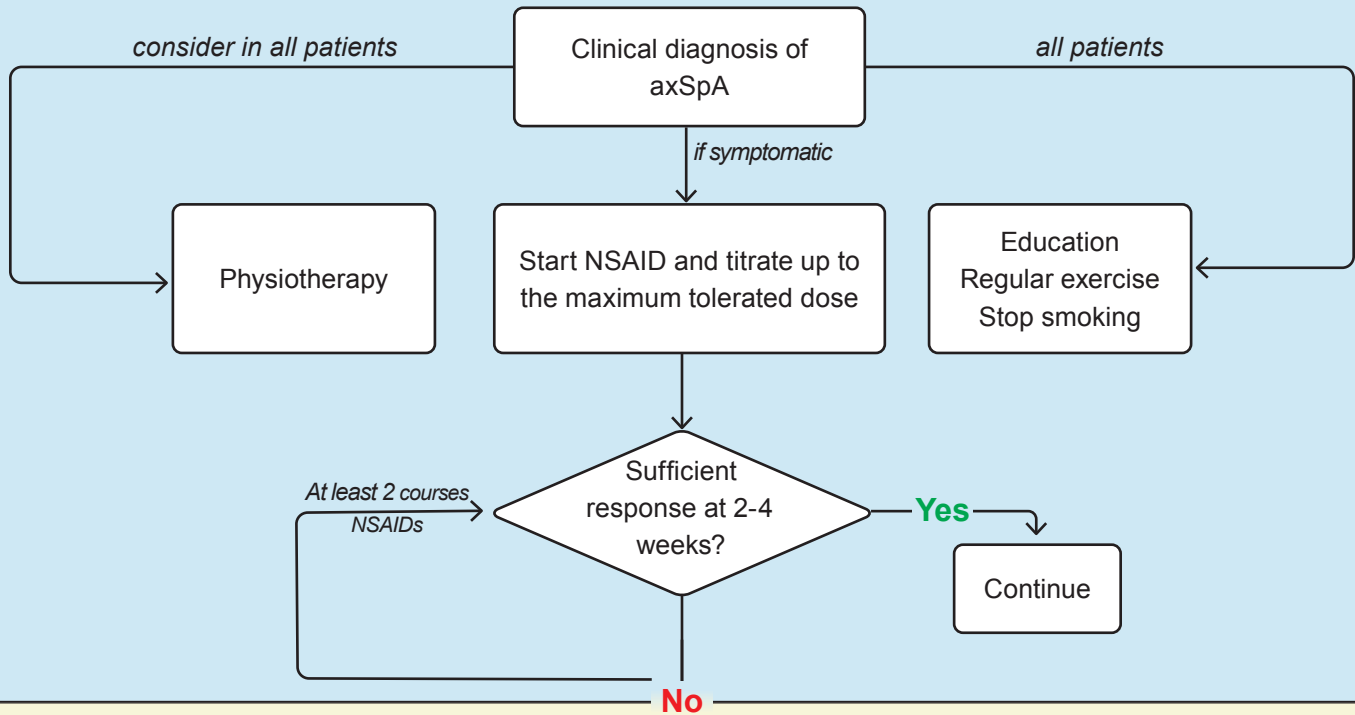 consider in all patients
Clinical diagnosis of
axSpA
all patients
if symptomatic
Physiotherapy
Start NSAID and titrate up to
the maximum tolerated dose
Education
Regular exercise
Stop smoking
At least 2 courses
NSAIDs
Sufficient
response at 2-4
weeks?
Yes
Continue
No